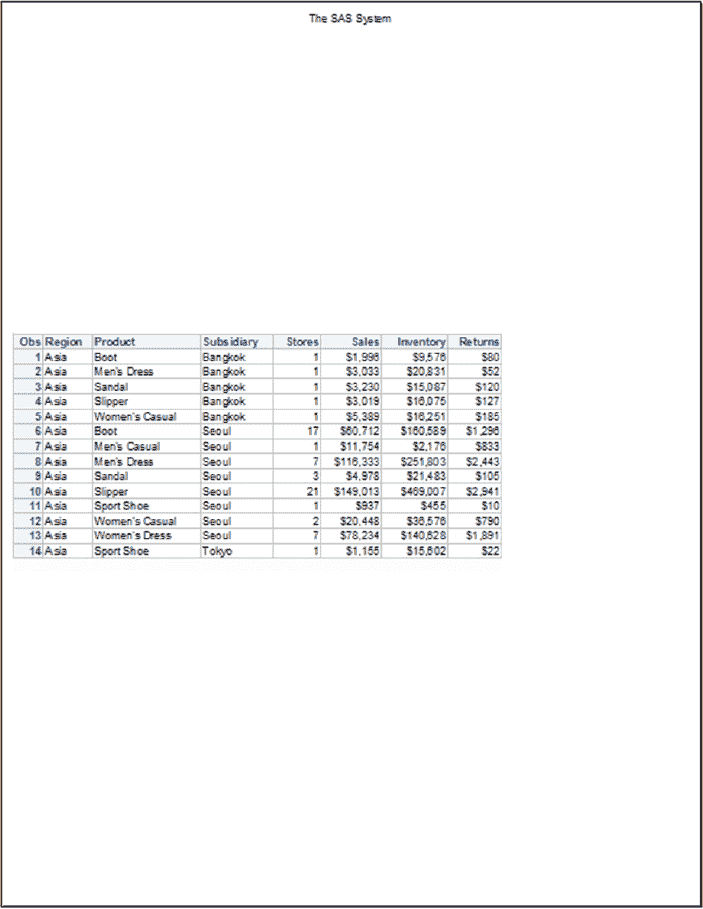 The SAS System
Obs Region Product Subsidiary Stores Sales Inventory Returns
1 Asia Boot Bangkok 1 $1,996 $9,576 $80
2 Asia Men's Dress Bangkok 1 $3,033 $20,831 $52
3 Asia Sandal Bangkok 1 $3,230 $15,087 $120
4 Asia Slipper Bangkok 1 $3,019 $16,075 $127
5 Asia Women's Casual Bangkok 1 $5,389 $16,251 $185
6 Asia Boot Seoul 17 $60,712 $160,589 $1,296
7 Asia Men's Casual Seoul 1 $11,754 $2,176 $833
8 Asia Men's Dress Seoul 7 $116,333 $251,803 $2,443
9 Asia Sandal Seoul 3 $4,978 $21,483 $105
10 Asia Slipper Seoul 21 $149,013 $469,007 $2,941
11 Asia Sport Shoe Seoul 1 $937 $455 $10
12 Asia Women's Casual Seoul 2 $20,448 $36,576 $790
13 Asia Women's Dress Seoul 7 $78,234 $140,628 $1,891
14 Asia Sport Shoe Tokyo 1 $1,155 $15,602 $22